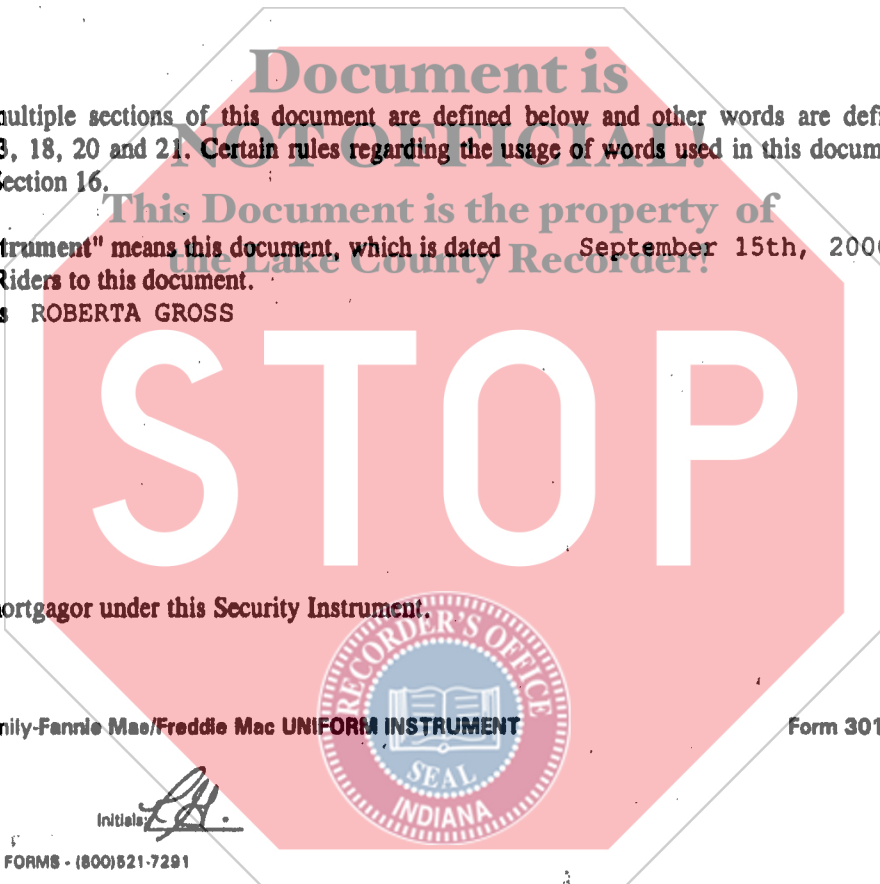 Document is
multiple sections of this document are defined below and other words are defi
NOT OFFICIAL!
3, 18, 20 and 21. Certain rules regarding the usage of words used in this docum
Section 16.
This Document is the property of
trument" means this document, which is dated September 15th, 200
the Lake County Recorder!
Riders to this document.
s ROBERTA GROSS
STOP
ortgagor under this Security Instrument.
RECORDER'S OFFICE
mily-Fannie Mae/Freddie Mac UNIFORM INSTRUMENT Form 301
SEAL
INDIANA
Initials:
FORMS - (800)521-7291